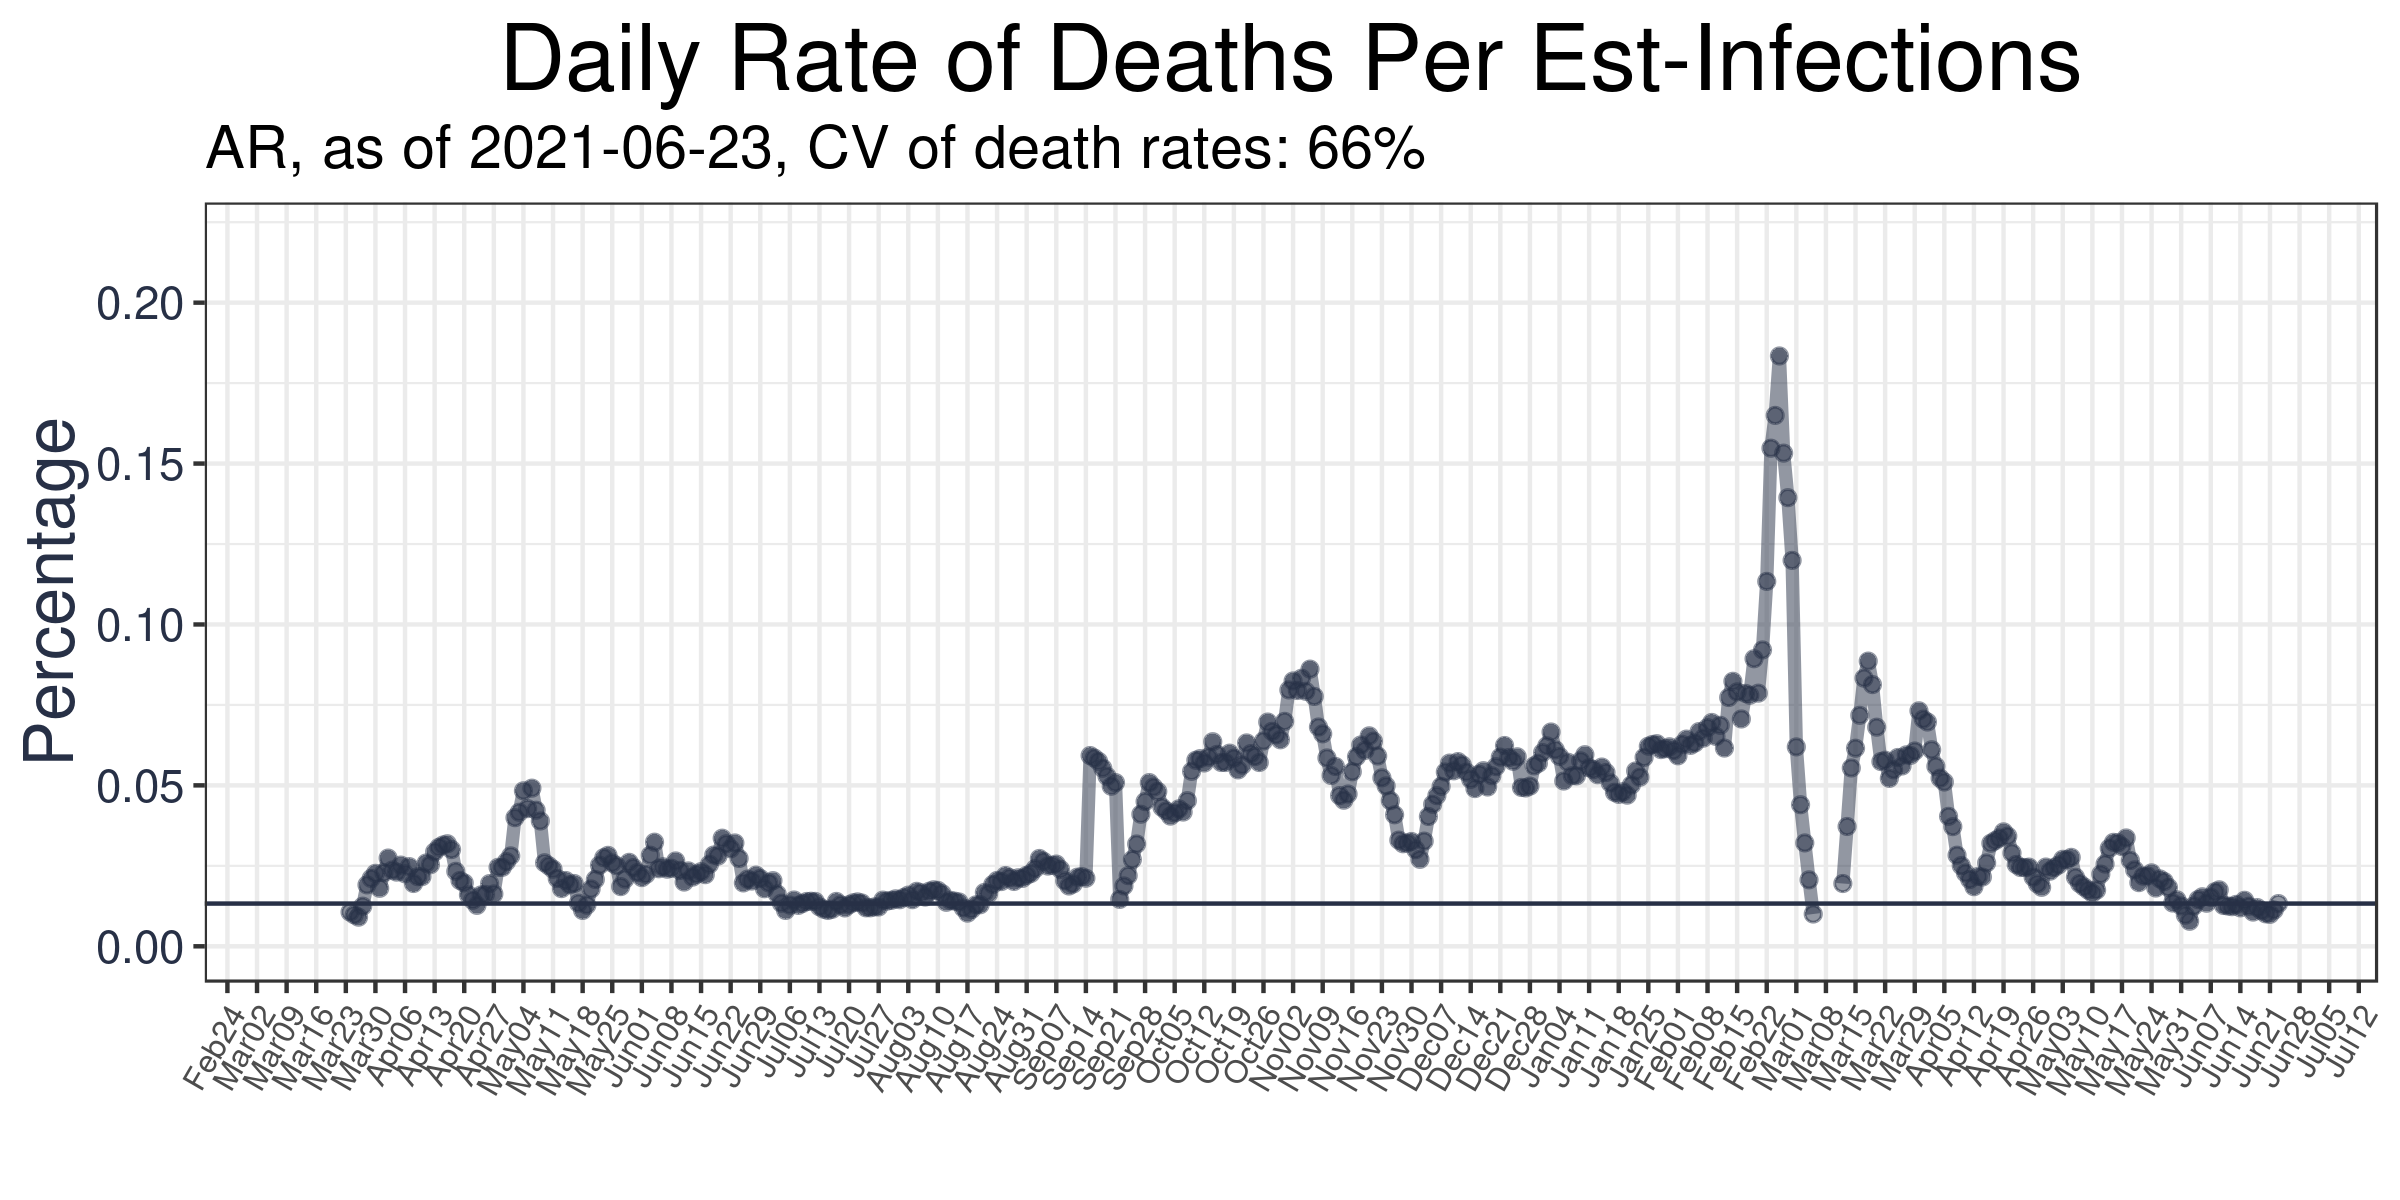 Daily Rate of Deaths Per Est-Infections
AR, as of 2021-06-23, CV of death rates: 66%
Percentage
0.20
0.15
0.10
0.05
0.00
Feb24
Mar02
Mar09
Mar16
Mar23
Mar30
Apr06
Apr13
Apr20
Apr27
May04
May11
May18
May25
Jun01
Jun08
Jun15
Jun22
Jun29
Jul06
Jul13
Jul20
Jul27
Aug03
Aug10
Aug17
Aug24
Aug31
Sep07
Sep14
Sep21
Sep28
Oct05
Oct12
Oct19
Oct26
Nov02
Nov09
Nov16
Nov23
Nov30
Dec07
Dec14
Dec21
Dec28
Jan04
Jan11
Jan18
Jan25
Feb01
Feb08
Feb15
Feb22
Mar01
Mar08
Mar15
Mar22
Mar29
Apr05
Apr12
Apr19
Apr26
May03
May10
May17
May24
May31
Jun07
Jun14
Jun21
Jun28
Jul05
Jul12